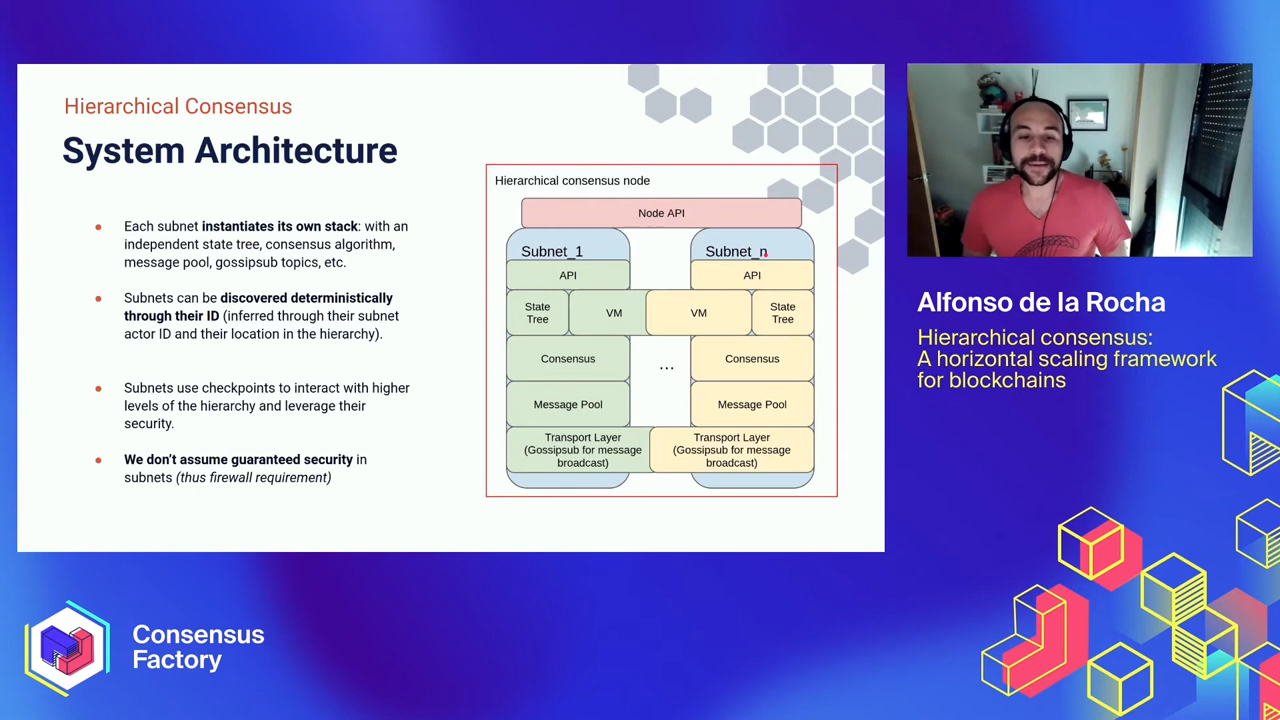 Hierarchical Consensus
System Architecture
Each subnet instantiates its own stack: with an
independent state tree, consensus algorithm,
message pool, gossipsub topics, etc.
Subnets can be discovered deterministically
through their ID (inferred through their subnet
actor ID and their location in the hierarchy).
Subnets use checkpoints to interact with higher
levels of the hierarchy and leverage their
security.
We don’t assume guaranteed security in
subnets (thus firewall requirement)
Hierarchical consensus node
Node API
Subnet_1
API
State
Tree
VM
Consensus
Message Pool
Transport Layer
(Gossipsub for message
broadcast)
...
Subnet_n
API
VM
State
Tree
Consensus
Message Pool
Transport Layer
(Gossipsub for message
broadcast)
Alfonso de la Rocha
Hierarchical consensus:
A horizontal scaling framework
for blockchains
Consensus
Factory